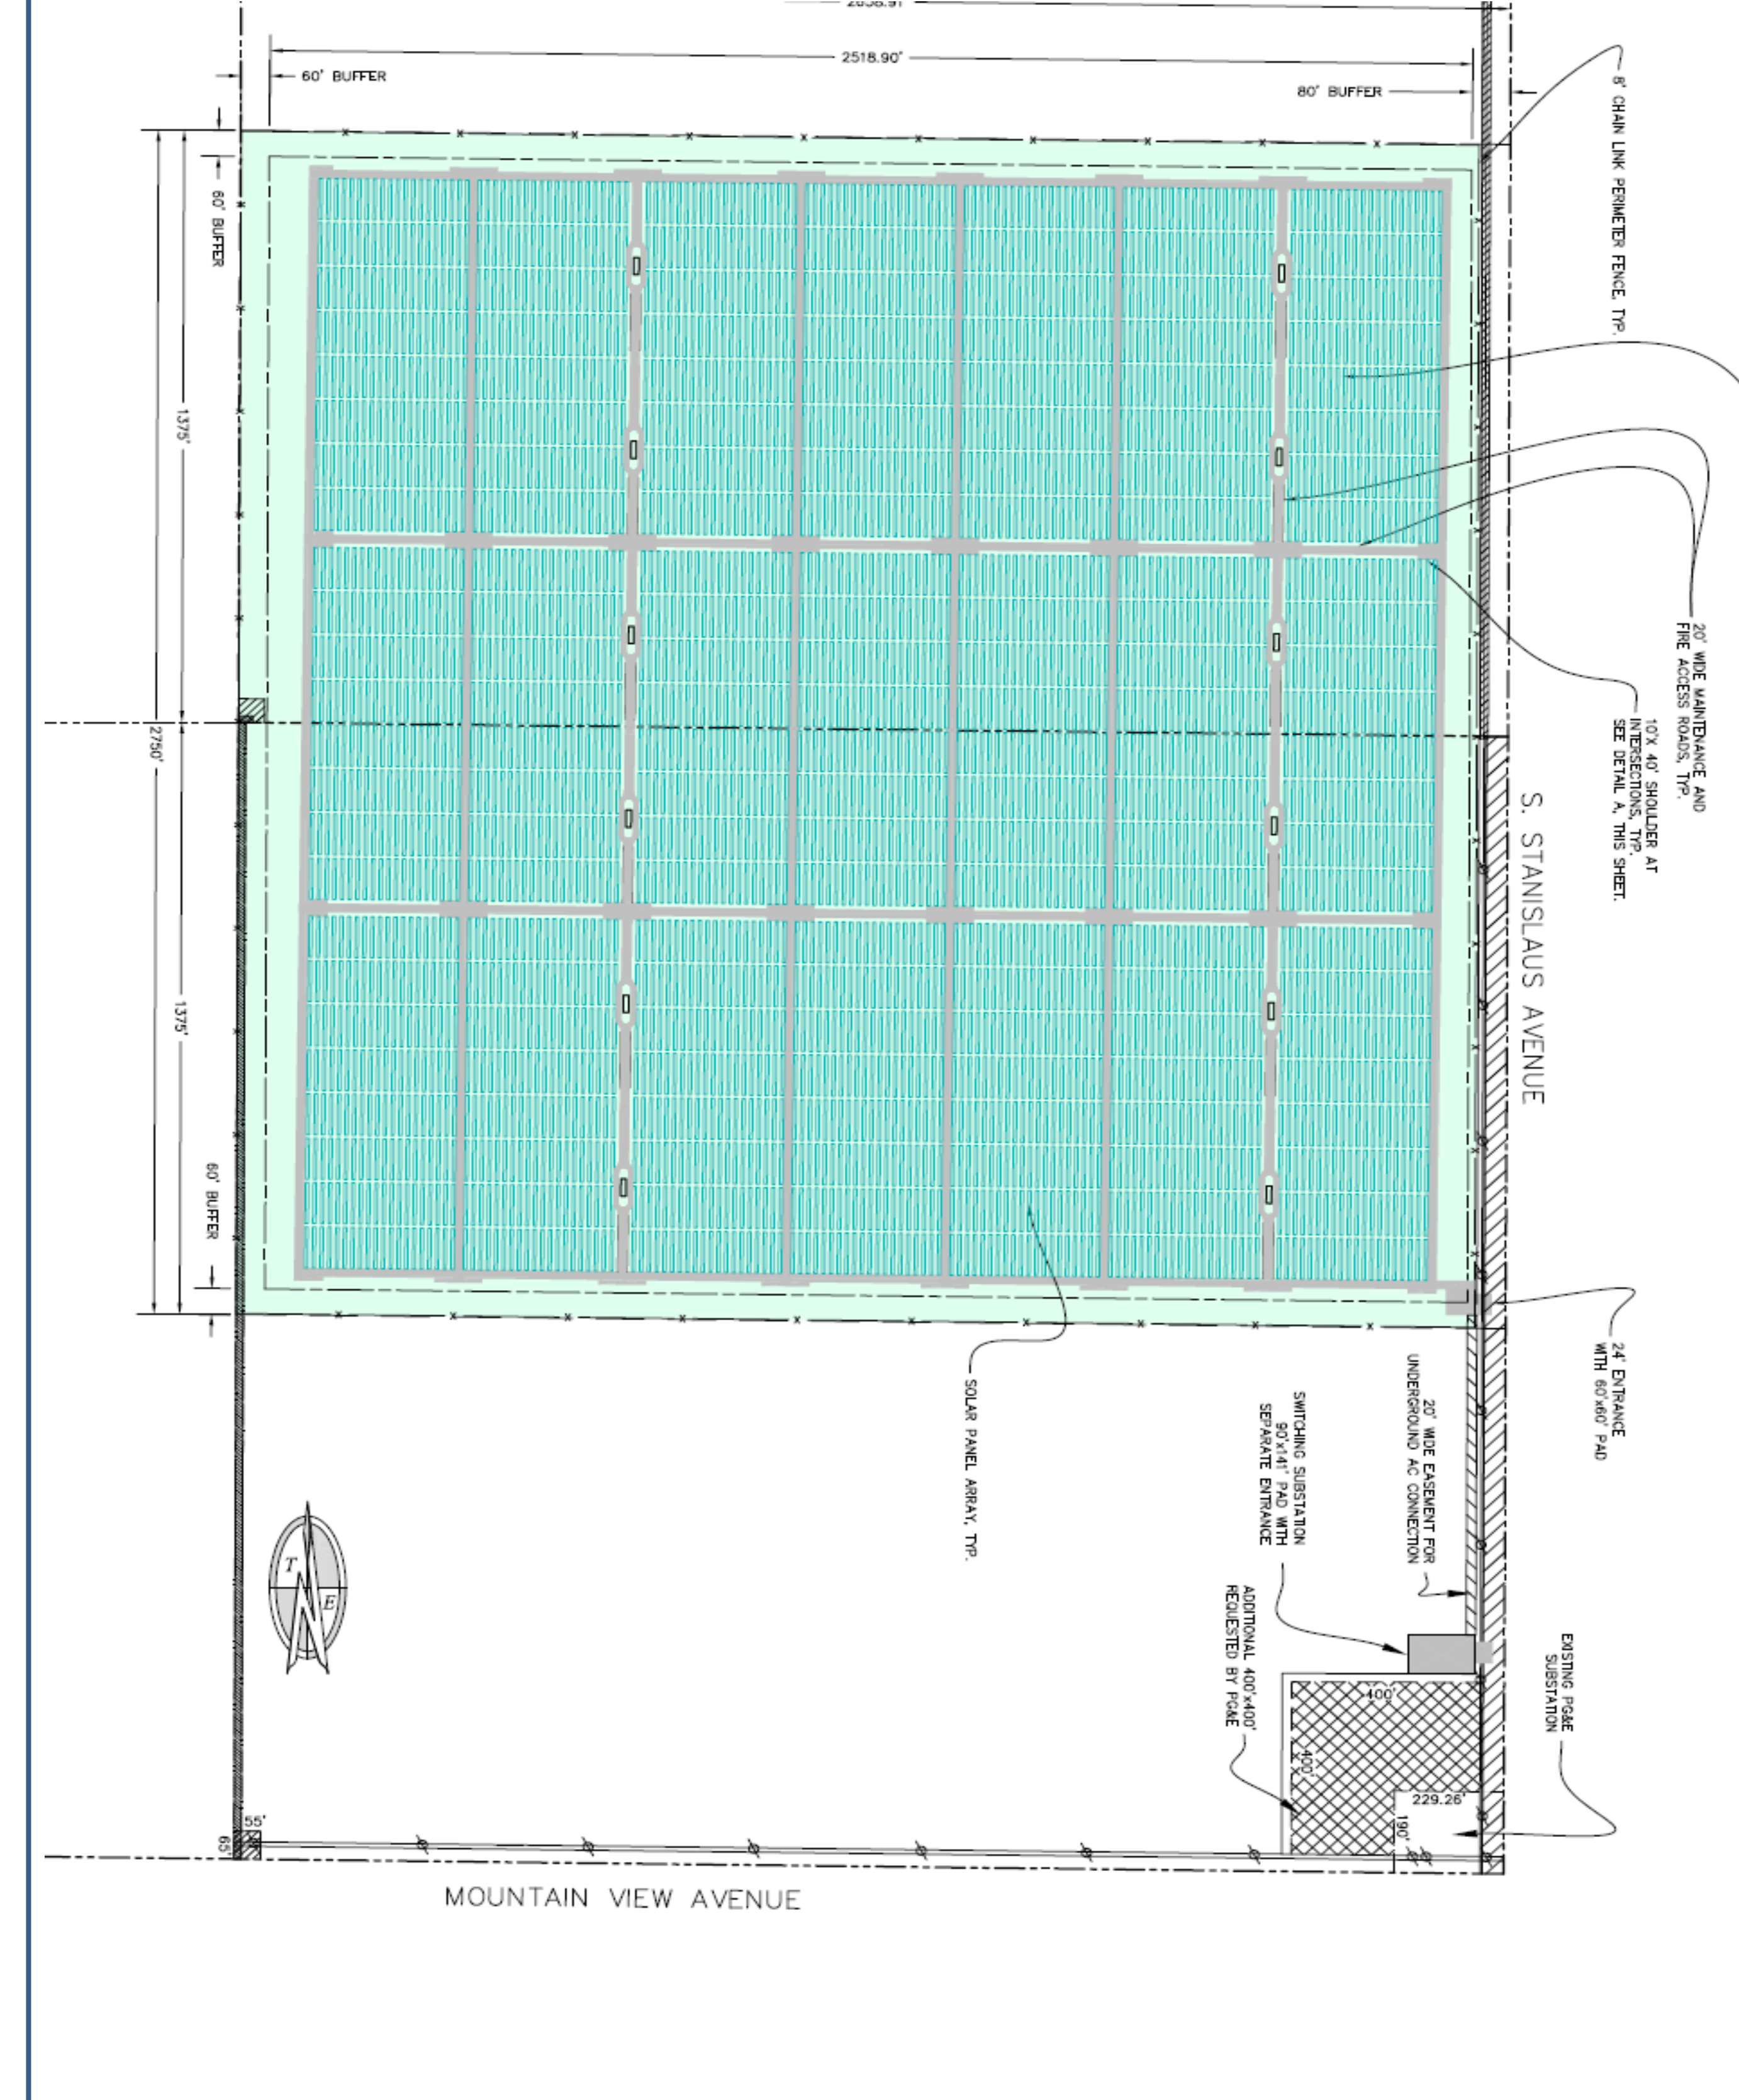 2518.90'
60' BUFFER
80' BUFFER
8' CHAIN LINK PERIMETER FENCE, TYP.
60' BUFFER
1375'
20' WIDE MAINTENANCE AND
FIRE ACCESS ROADS, TYP.
10'X 40' SHOULDER AT
INTERSECTIONS, TYP.
SEE DETAIL A, THIS SHEET.
2750'
S. STANISLAUS AVENUE
1375'
60' BUFFER
24' ENTRANCE
WITH 60'x60' PAD
SOLAR PANEL ARRAY, TYP.
SWITCHING SUBSTATION
90'x141' PAD WITH
SEPARATE ENTRANCE
20' WIDE EASEMENT FOR
UNDERGROUND AC CONNECTION
T
E
ADDITIONAL 400'x400'
REQUESTED BY PG&E
EXISTING PG&E
SUBSTATION
400'
400'
229.26'
190'
55'
65'
MOUNTAIN VIEW AVENUE